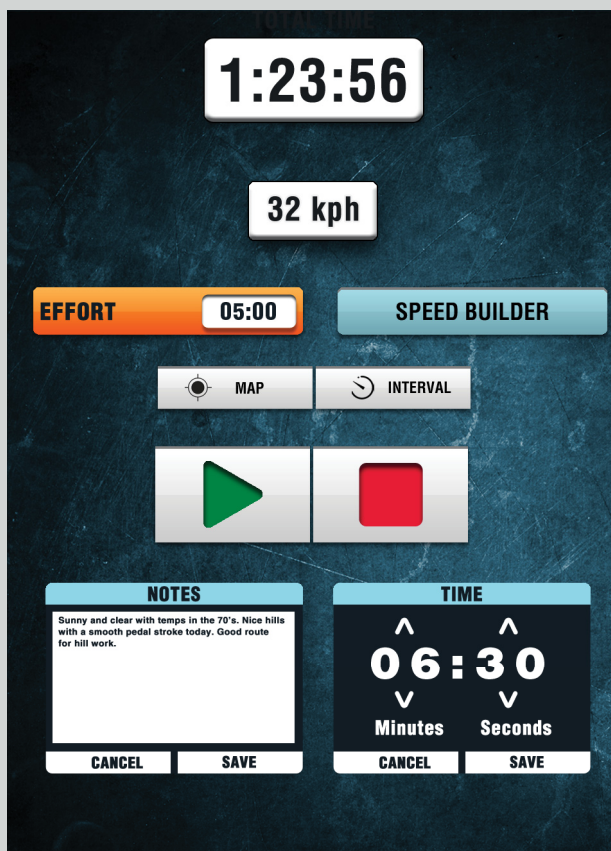 TOTAL TIME
1:23:56
32 kph
EFFORT 05:00
SPEED BUILDER
MAP
INTERVAL
NOTES
Sunny and clear with temps in the 70's. Nice hills
with a smooth pedal stroke today. Good route
for hill work.
CANCEL SAVE
TIME
06:30
Minutes Seconds
CANCEL SAVE